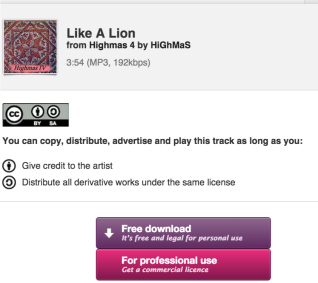 Like A Lion
from Highmas 4 by HiGhMaS
3:54 (MP3, 192kbps)
Highmas IV
cc
BY SA
You can copy, distribute, advertise and play this track as long as you:
Give credit to the artist
Distribute all derivative works under the same license
Free download
It's free and legal for personal use
For professional use
Get a commercial licence